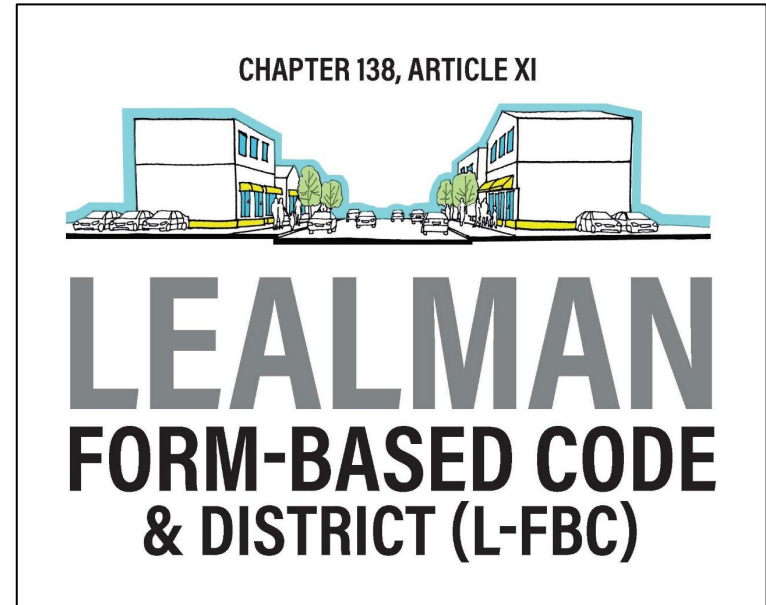 CHAPTER 138, ARTICLE XI
LEALMAN
FORM-BASED CODE
& DISTRICT (L-FBC)